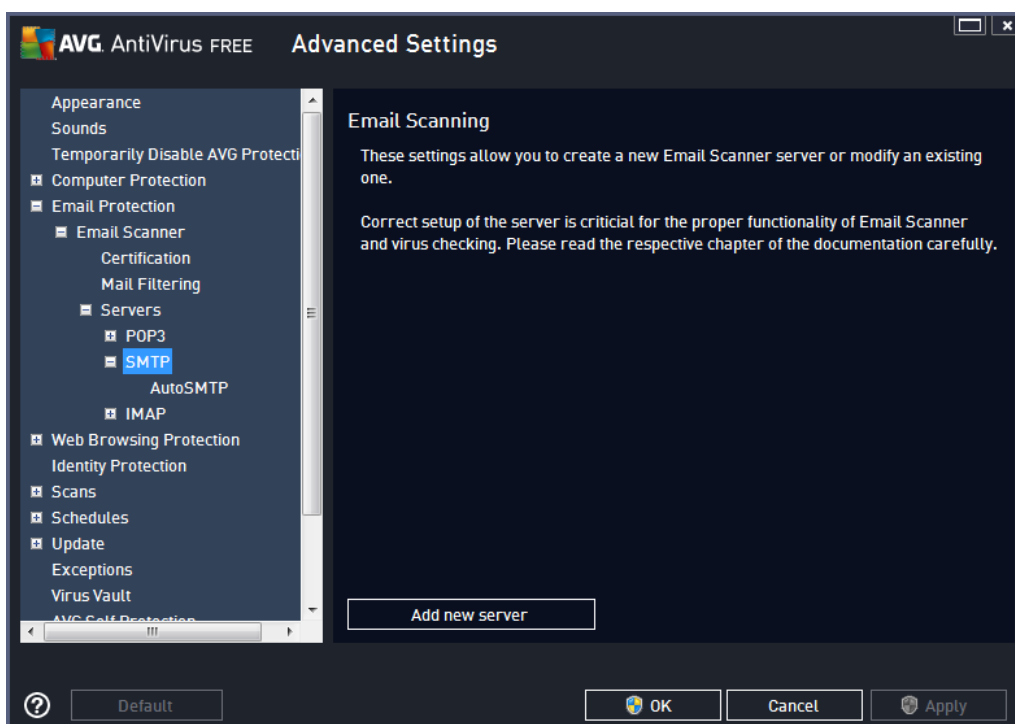 AVG. AntiVirus FREE Advanced Settings
Appearance
Sounds
Temporarily Disable AVG Protecti
Computer Protection
Email Protection
Email Scanner
Certification
Mail Filtering
Servers
POP3
SMTP
AutoSMTP
IMAP
Web Browsing Protection
Identity Protection
Scans
Schedules
Update
Exceptions
Virus Vault
AVG Self Protection
Email Scanning
These settings allow you to create a new Email Scanner server or modify an existing
one.
Correct setup of the server is criticial for the proper functionality of Email Scanner
and virus checking. Please read the respective chapter of the documentation carefully.
Add new server
? Default OK Cancel Apply